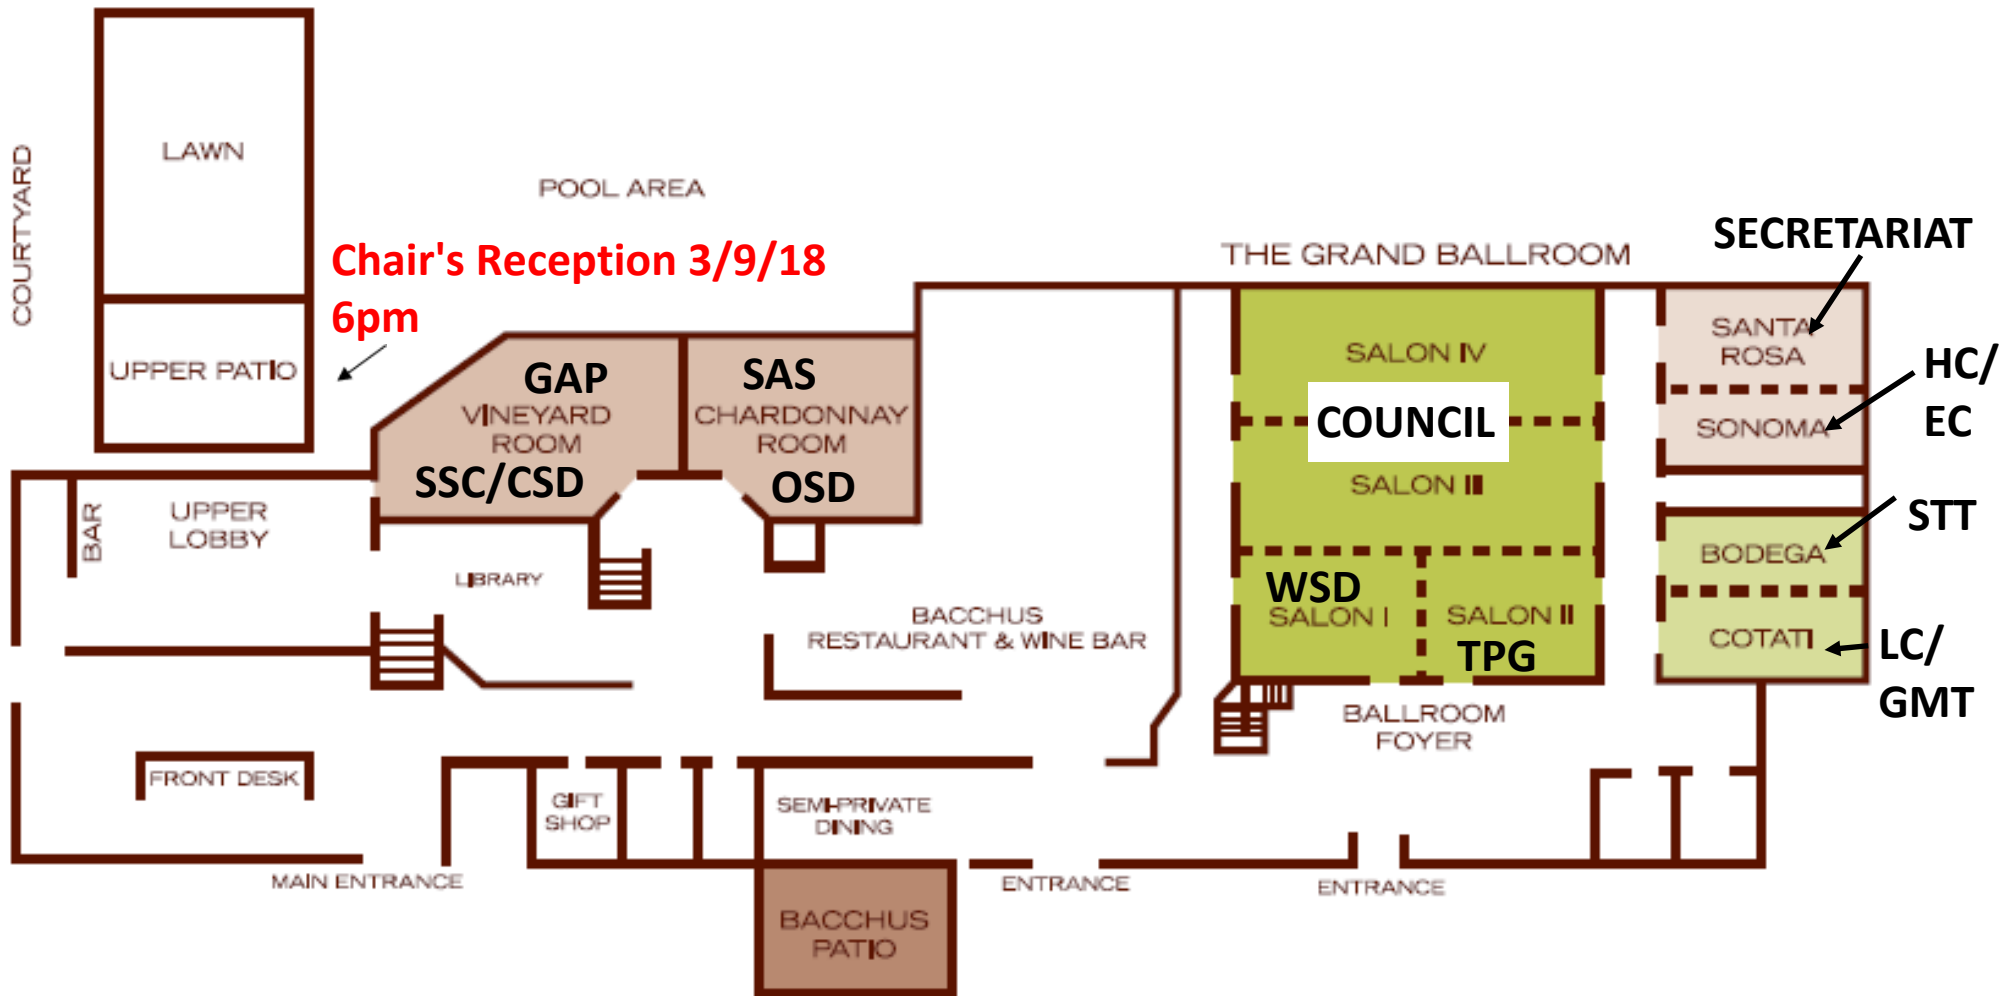 COURTYARD
LAWN
UPPER PATIO
POOL AREA
Chair's Reception 3/9/18
6pm
GAP
VINEYARD
ROOM
SSC/CSD
SAS
CHARDONNAY
ROOM
OSD
BAR
UPPER
LOBBY
LIBRARY
BACCHUS
RESTAURANT & WINE BAR
THE GRAND BALLROOM
SALON IV
COUNCIL
SALON III
WSD
SALON I
SALON II
TPG
BALLROOM
FOYER
SECRETARIAT
SANTA
ROSA
HC/
EC
SONOMA
STT
BODEGA
COTATI
LC/
GMT
FRONT DESK
GIFT
SHOP
SEMI-PRIVATE
DINING
MAIN ENTRANCE
ENTRANCE
ENTRANCE
BACCHUS
PATIO